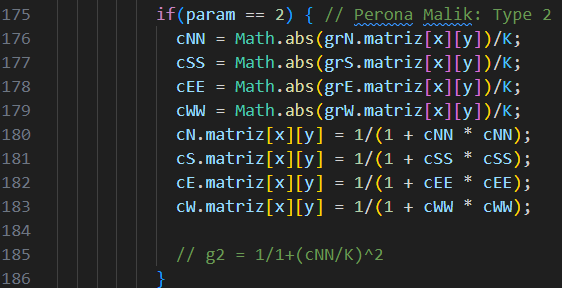 175 if(param == 2) { // Perona Malik: Type 2
176 cNN = Math.abs(grN.matriz[x][y])/K;
177 cSS = Math.abs(grS.matriz[x][y])/K;
178 cEE = Math.abs(grE.matriz[x][y])/K;
179 cWW = Math.abs(grW.matriz[x][y])/K;
180 cN.matriz[x][y] = 1/(1 + cNN * cNN);
181 cS.matriz[x][y] = 1/(1 + cSS * cSS);
182 cE.matriz[x][y] = 1/(1 + cEE * cEE);
183 cW.matriz[x][y] = 1/(1 + cWW * cWW);
184
185 // g2 = 1/1+(cNN/K)^2
186 }